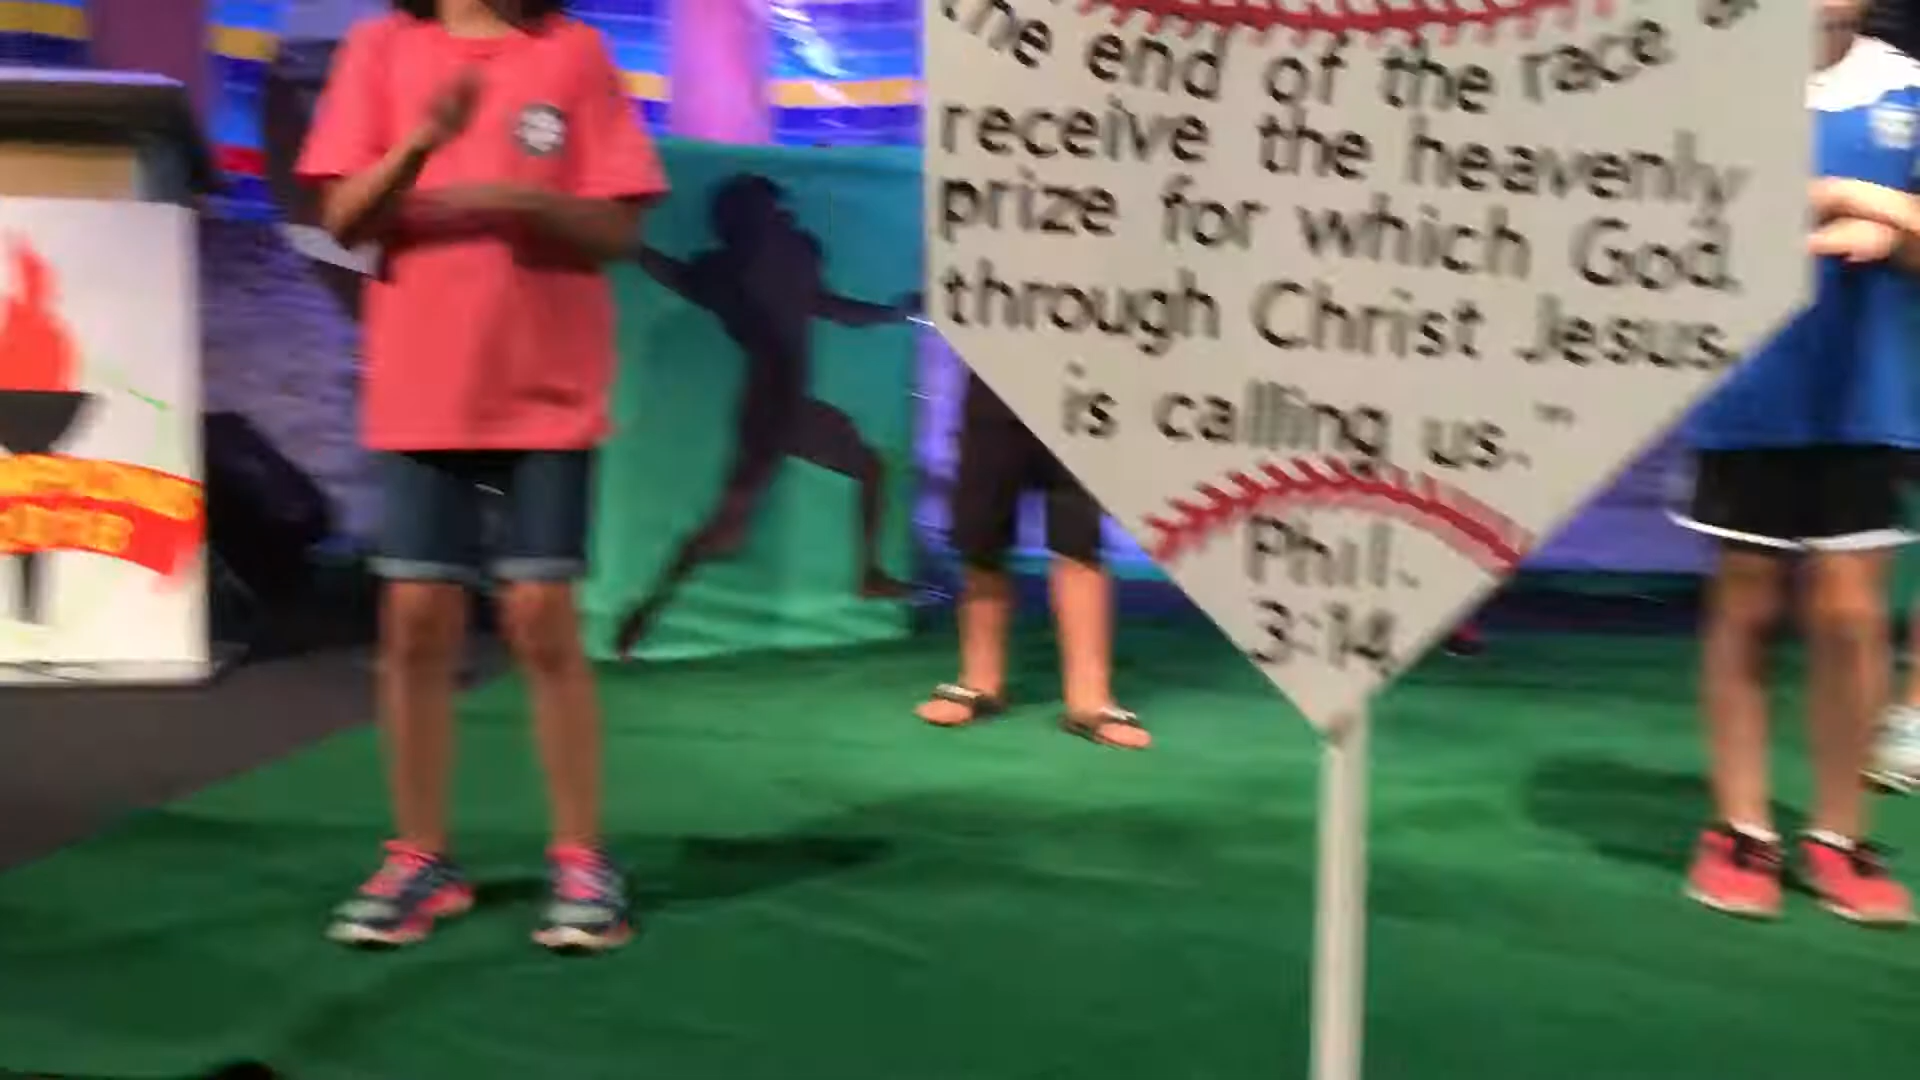 the end of the race &
receive the heavenly
prize for which God,
through Christ Jesus,
is calling us."
Phil.
3:14